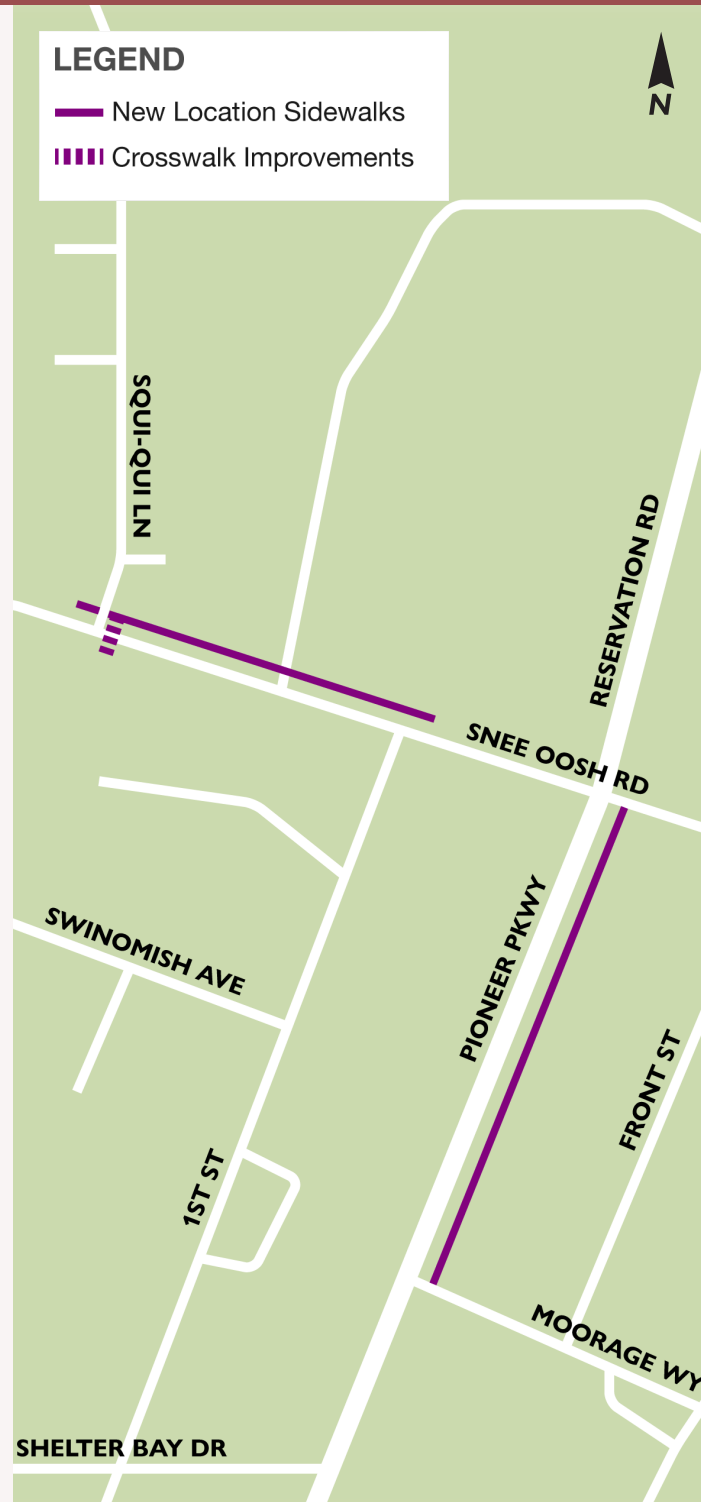 LEGEND
New Location Sidewalks
Crosswalk Improvements
N
SQUI-QUI LN
RESERVATION RD
SNEE OOSH RD
PIONEER PKWY
SWINOMISH AVE
FRONT ST
1ST ST
MOORAGE WY
SHELTER BAY DR